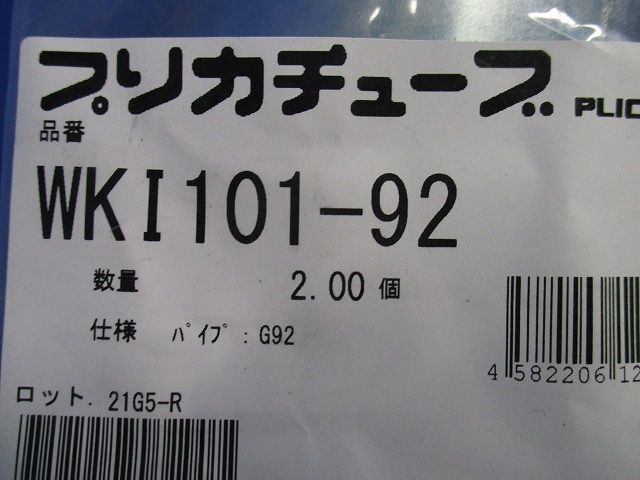 プリカチューブ PLIC
品番
WKI101-92
数量 2.00 個
仕様 ﾊﾟｲﾌﾟ : G92
4 582206 12
ロット. 21G5-R